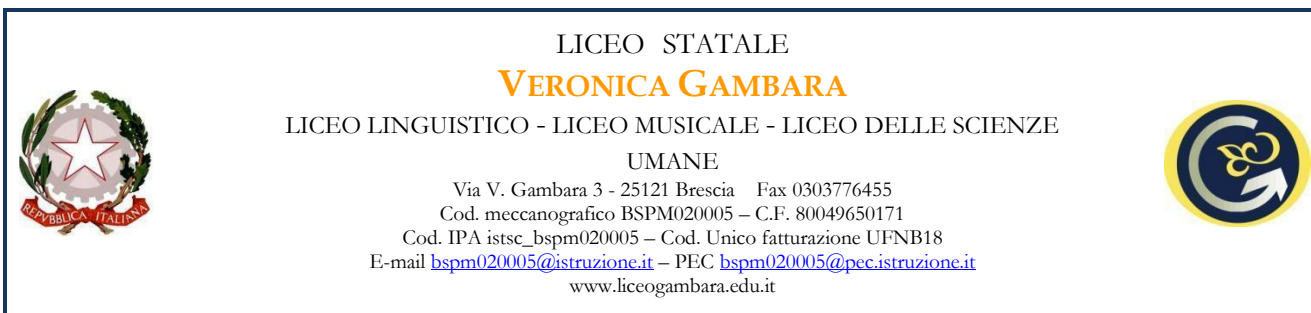 LICEO STATALE
VERONICA GAMBARA
LICEO LINGUISTICO - LICEO MUSICALE - LICEO DELLE SCIENZE
UMANE
Via V. Gambara 3 - 25121 Brescia Fax 0303776455
Cod. meccanografico BSPM020005 – C.F. 80049650171
Cod. IPA istsc_bspm020005 – Cod. Unico fatturazione UFNB18
E-mail bspm020005@istruzione.it – PEC bspm020005@pec.istruzione.it
www.liceogambara.edu.it
REPVBBLICA ITALIANA